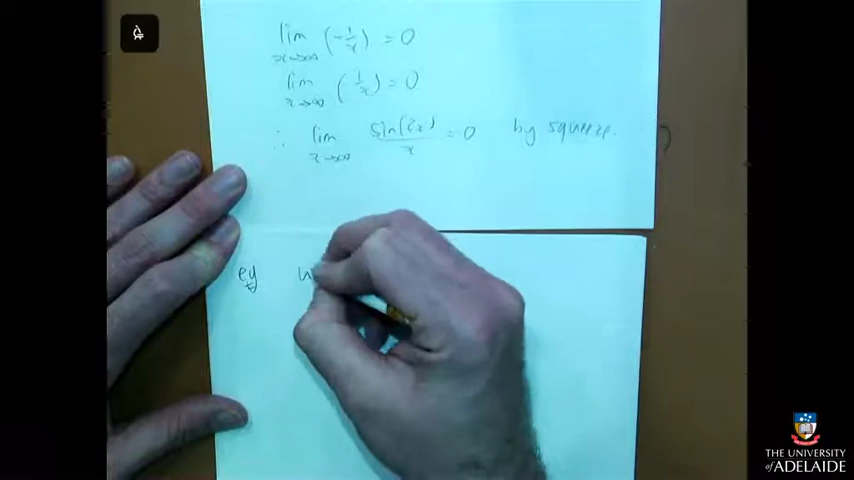 lim (-1/x) = 0
x→∞
lim (1/x) = 0
x→∞
∴ lim sin(2x)/x = 0 by squeeze.
x→∞
eg
THE UNIVERSITY
of ADELAIDE